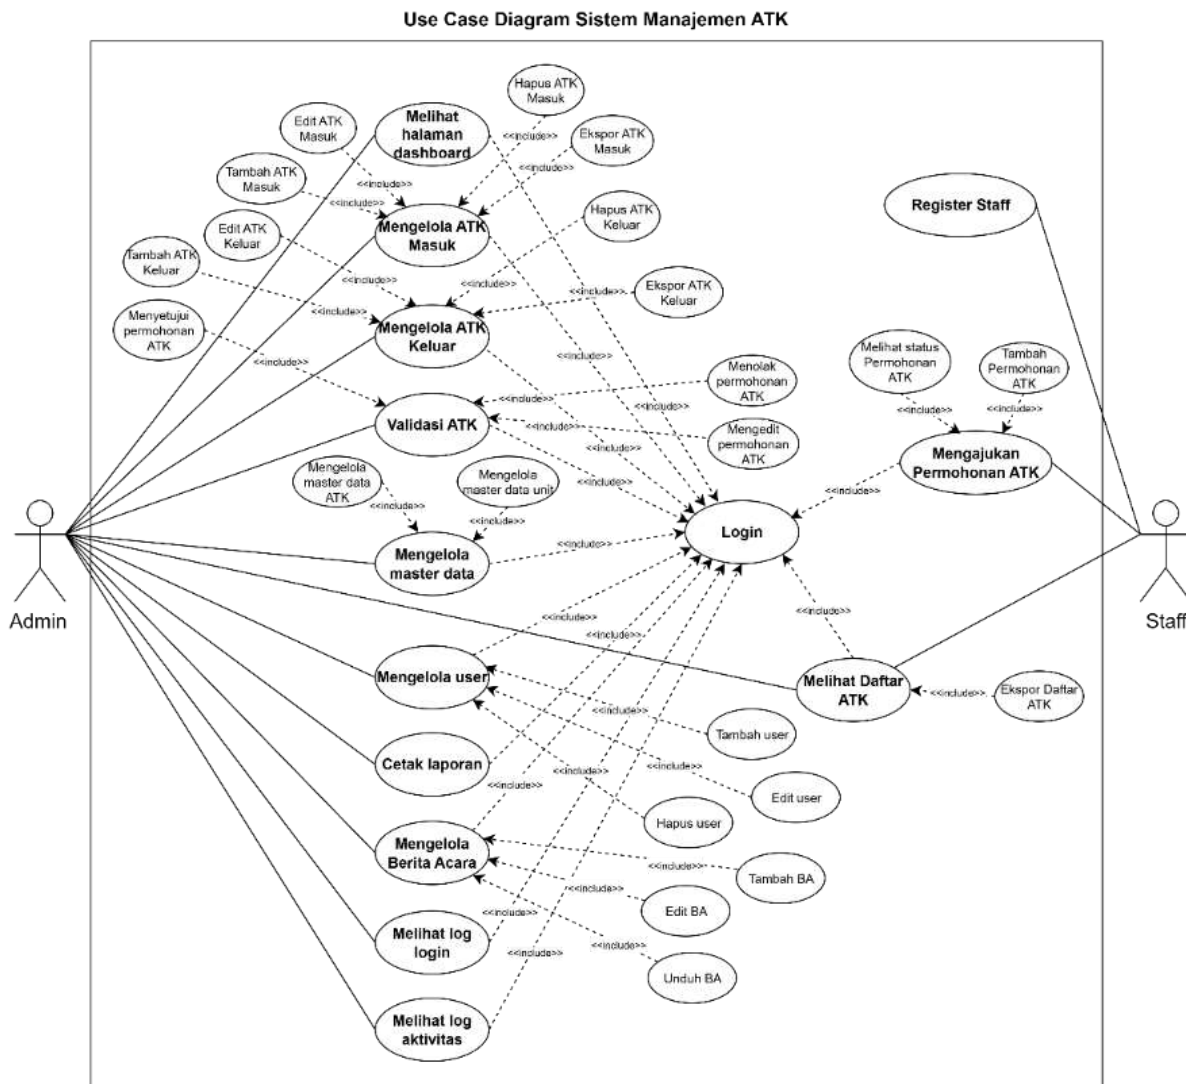 Use Case Diagram Sistem Manajemen ATK
Hapus ATK
Masuk
Edit ATK
Masuk
Melihat
halaman
dashboard
<<include>>
Ekspor ATK
Masuk
Tambah ATK
Masuk
<<include>>
<<include>>
<<include>>
Mengelola ATK
Masuk
Hapus ATK
Keluar
Register Staff
Edit ATK
Keluar
Tambah ATK
Keluar
<<include>>
<<include>>
<<include>>
Ekspor ATK
Keluar
<<include>>
Mengelola ATK
Keluar
Menyetujui
permohonan
ATK
<<include>>
<<include>>
<<include>>
Melihat status
Permohonan
ATK
Tambah
Permohonan
ATK
Menolak
permohonan
ATK
<<include>>
<<include>>
<<include>>
Validasi ATK
Mengedit
permohonan
ATK
<<include>>
<<include>>
Mengajukan
Permohonan ATK
Mengelola
master data
ATK
Mengelola
master data unit
<<include>>
<<include>>
<<include>>
<<include>>
Login
Mengelola
master data
<<include>>
Admin
Staff
<<include>>
<<include>>
<<include>>
Mengelola user
Melihat Daftar
ATK
<<include>>
Ekspor Daftar
ATK
<<include>>
Tambah user
Cetak laporan
<<include>>
<<include>>
<<include>>
Edit user
<<include>>
Hapus user
Mengelola
Berita Acara
<<include>>
Tambah BA
<<include>>
<<include>>
Edit BA
Melihat log
login
<<include>>
<<include>>
Unduh BA
Melihat log
aktivitas